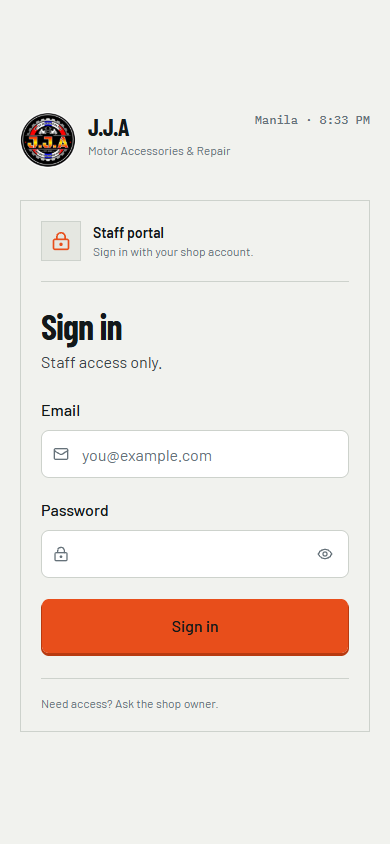 J.J.A
J.J.A
Motor Accessories & Repair
Manila · 8:33 PM
Staff portal
Sign in with your shop account.
Sign in
Staff access only.
Email
you@example.com
Password
Sign in
Need access? Ask the shop owner.